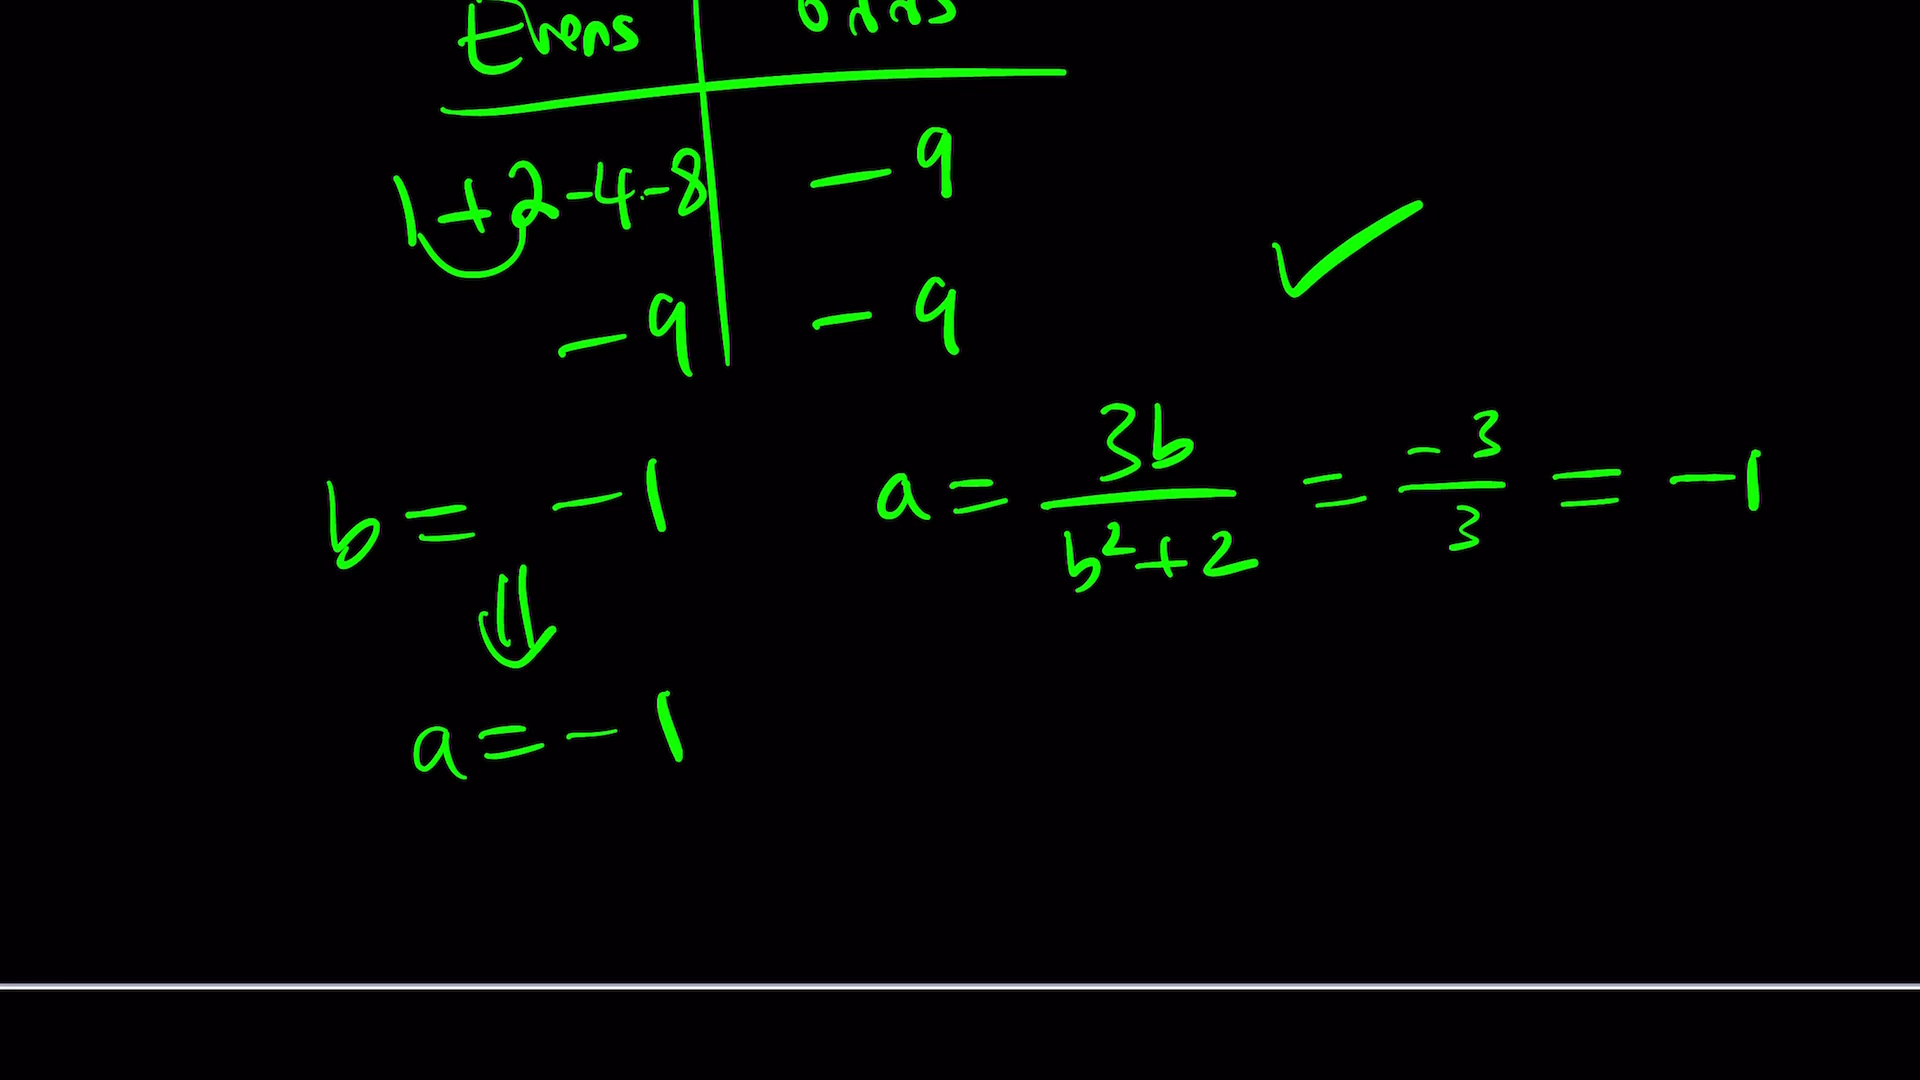 Evens | Odds
1+2-4-8 | -9
-9 | -9 ✓
b = -1
a = 3b/(b²+2) = -3/3 = -1
⇓
a = -1